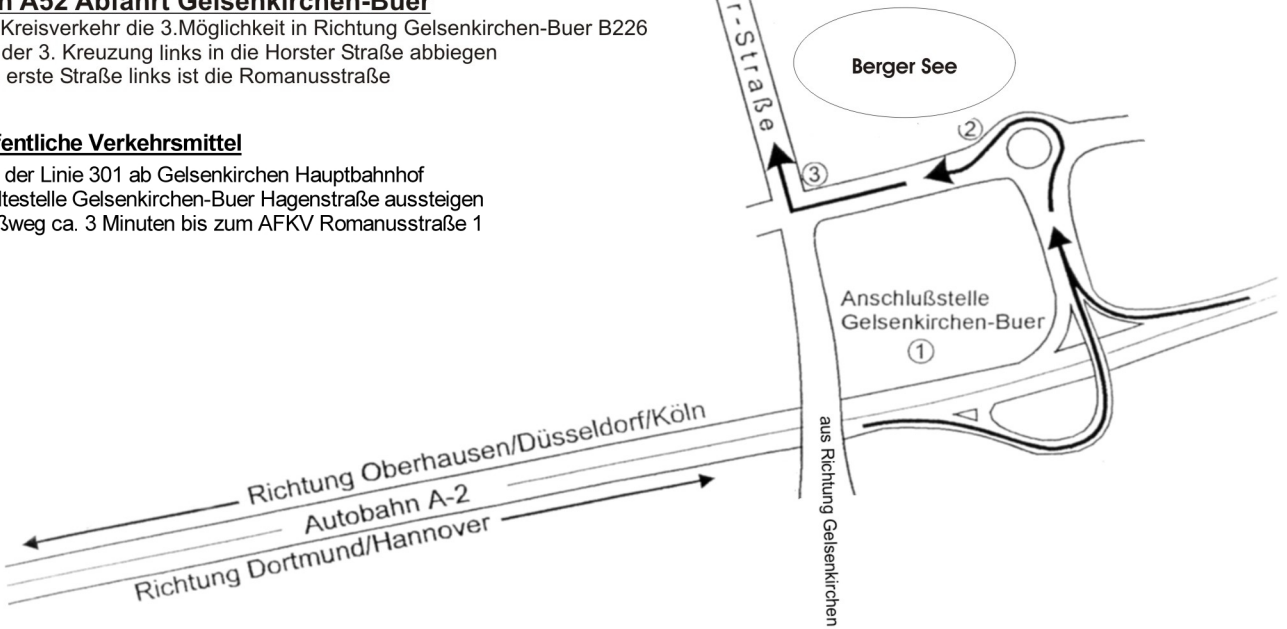 A52 Abfahrt Gelsenkirchen-Buer
Kreisverkehr die 3.Möglichkeit in Richtung Gelsenkirchen-Buer B226
der 3. Kreuzung links in die Horster Straße abbiegen
erste Straße links ist die Romanusstraße
fentliche Verkehrsmittel
der Linie 301 ab Gelsenkirchen Hauptbahnhof
ltestelle Gelsenkirchen-Buer Hagenstraße aussteigen
ßweg ca. 3 Minuten bis zum AFKV Romanusstraße 1
r-Straße
Berger See
2
3
Anschlußstelle
Gelsenkirchen-Buer
1
aus Richtung Gelsenkirchen
Richtung Oberhausen/Düsseldorf/Köln
Autobahn A-2
Richtung Dortmund/Hannover